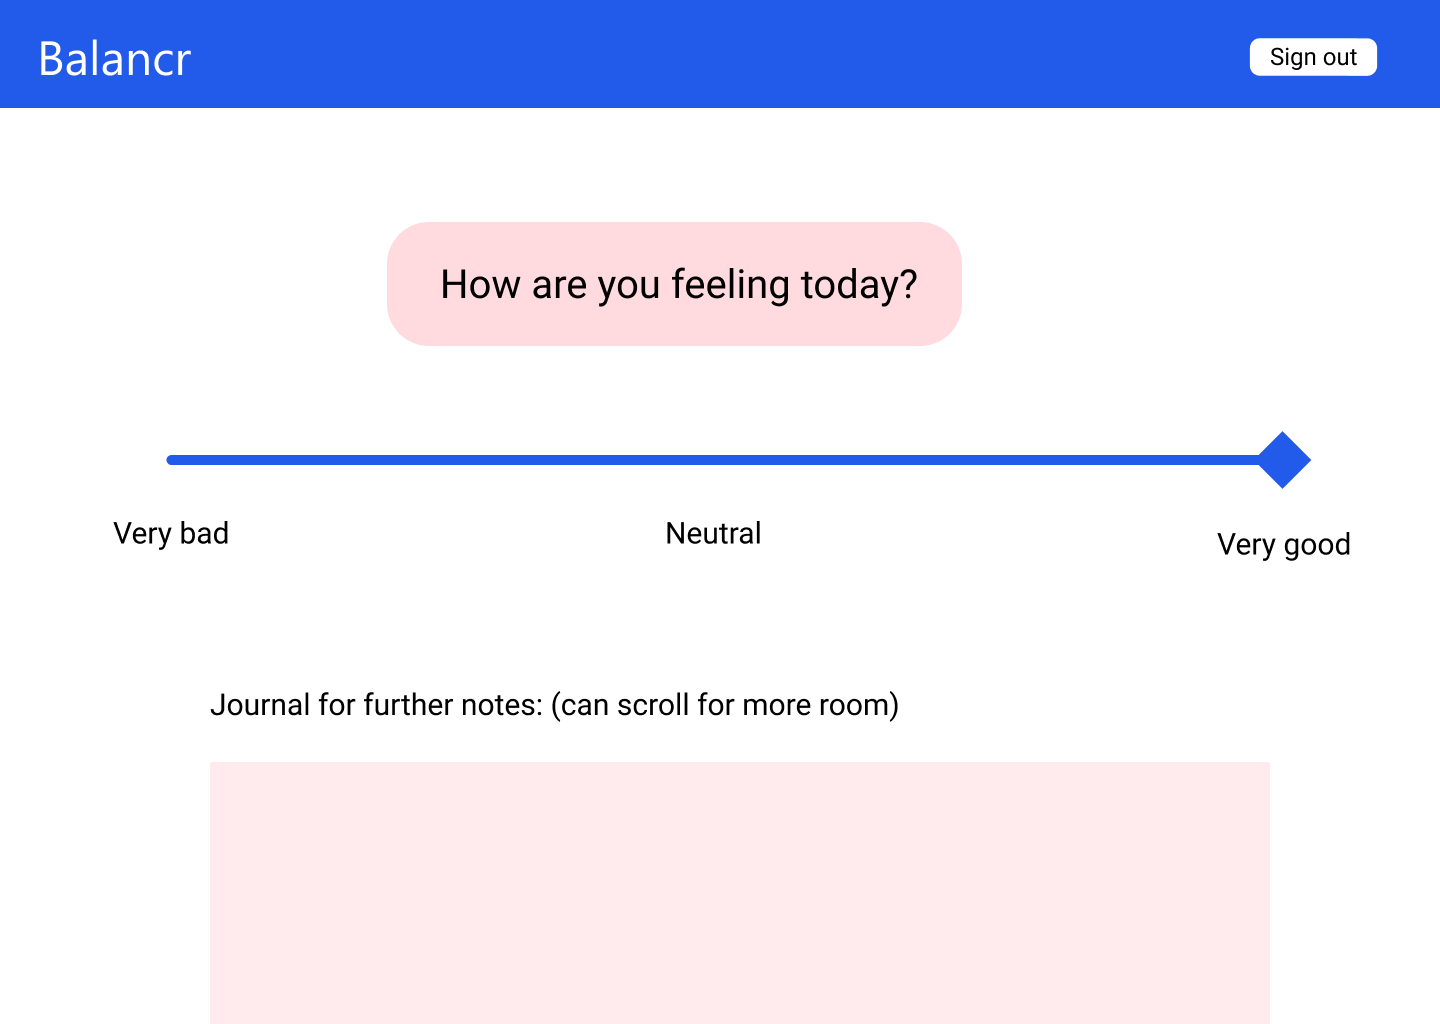 Balancr
Sign out
How are you feeling today?
Very bad
Neutral
Very good
Journal for further notes: (can scroll for more room)